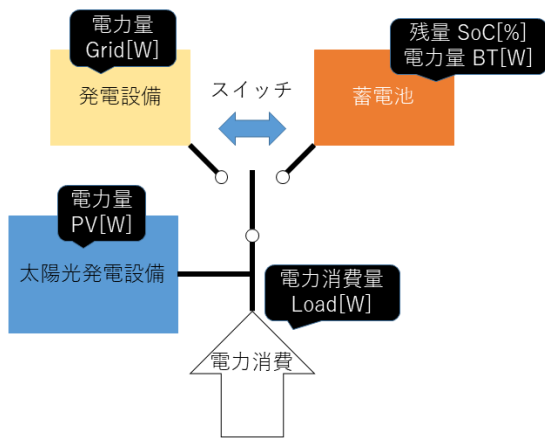 電力量
Grid[W]
発電設備
スイッチ
残量 SoC[%]
電力量 BT[W]
蓄電池
電力量
PV[W]
太陽光発電設備
電力消費量
Load[W]
電力消費